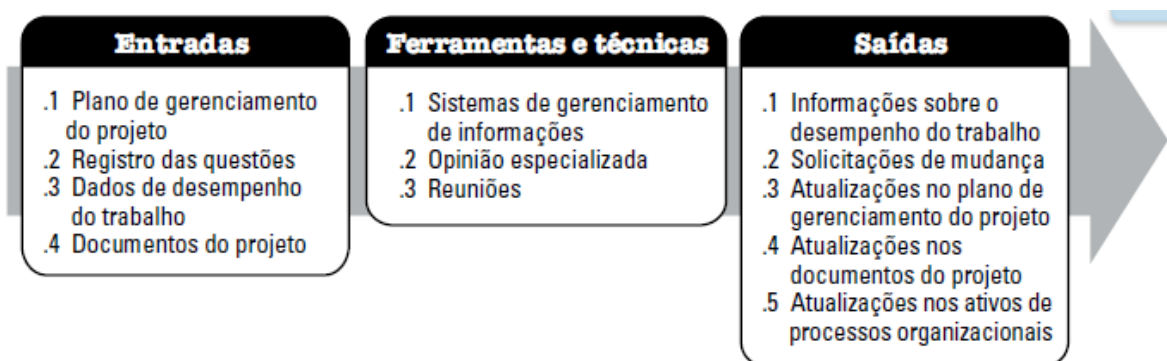 Entradas
.1 Plano de gerenciamento
do projeto
.2 Registro das questões
.3 Dados de desempenho
do trabalho
.4 Documentos do projeto
Ferramentas e técnicas
.1 Sistemas de gerenciamento
de informações
.2 Opinião especializada
.3 Reuniões
Saídas
.1 Informações sobre o
desempenho do trabalho
.2 Solicitações de mudança
.3 Atualizações no plano de
gerenciamento do projeto
.4 Atualizações nos
documentos do projeto
.5 Atualizações nos ativos de
processos organizacionais